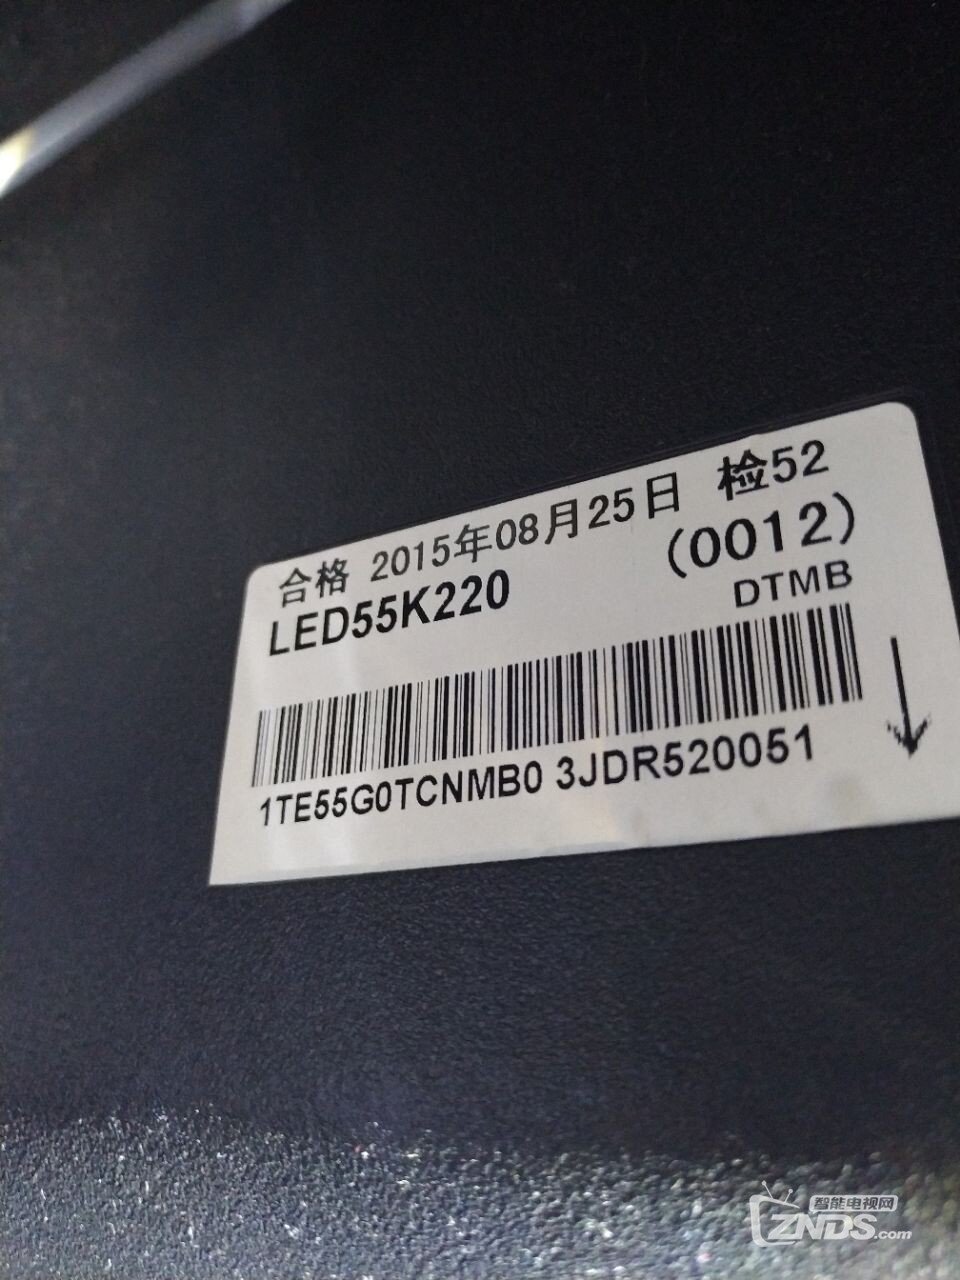 合格 2015年08月25日 检52
LED55K220 (0012)
DTMB
1TE55G0TCNMB0 3JDR520051
智能电视网
ZNDS.com